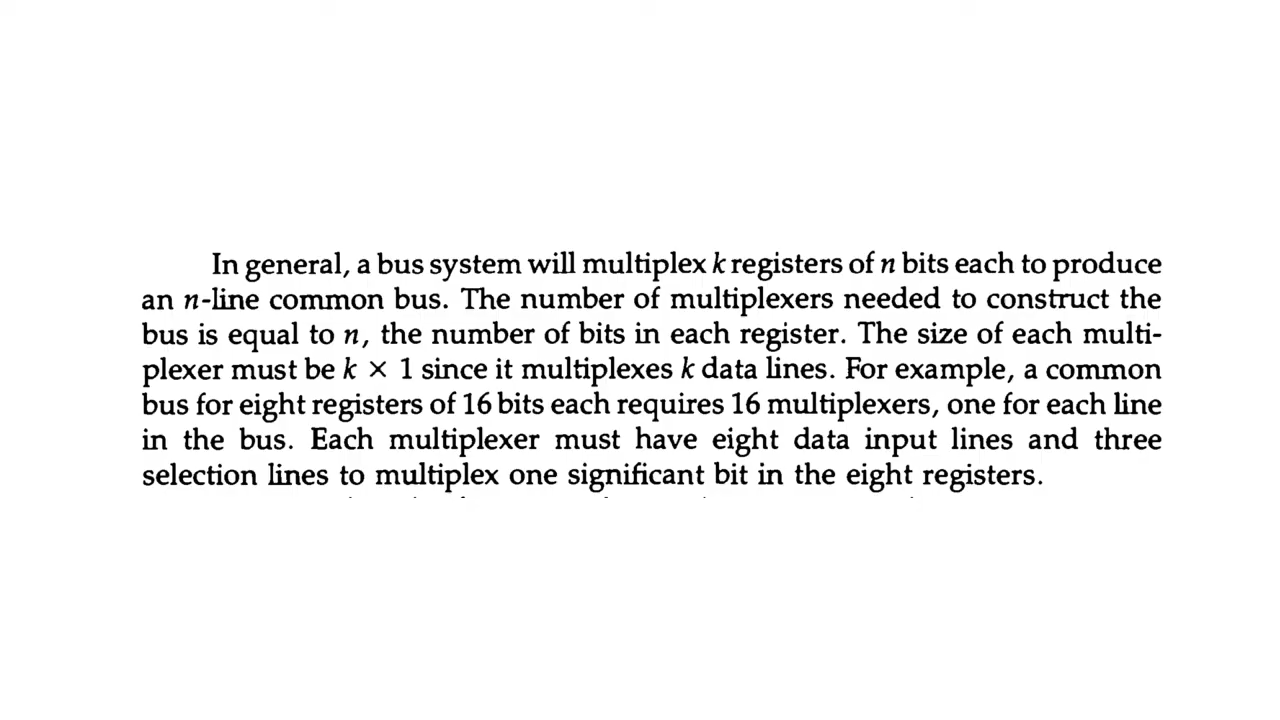 In general, a bus system will multiplex k registers of n bits each to produce
an n-line common bus. The number of multiplexers needed to construct the
bus is equal to n, the number of bits in each register. The size of each multi-
plexer must be k × 1 since it multiplexes k data lines. For example, a common
bus for eight registers of 16 bits each requires 16 multiplexers, one for each line
in the bus. Each multiplexer must have eight data input lines and three
selection lines to multiplex one significant bit in the eight registers.